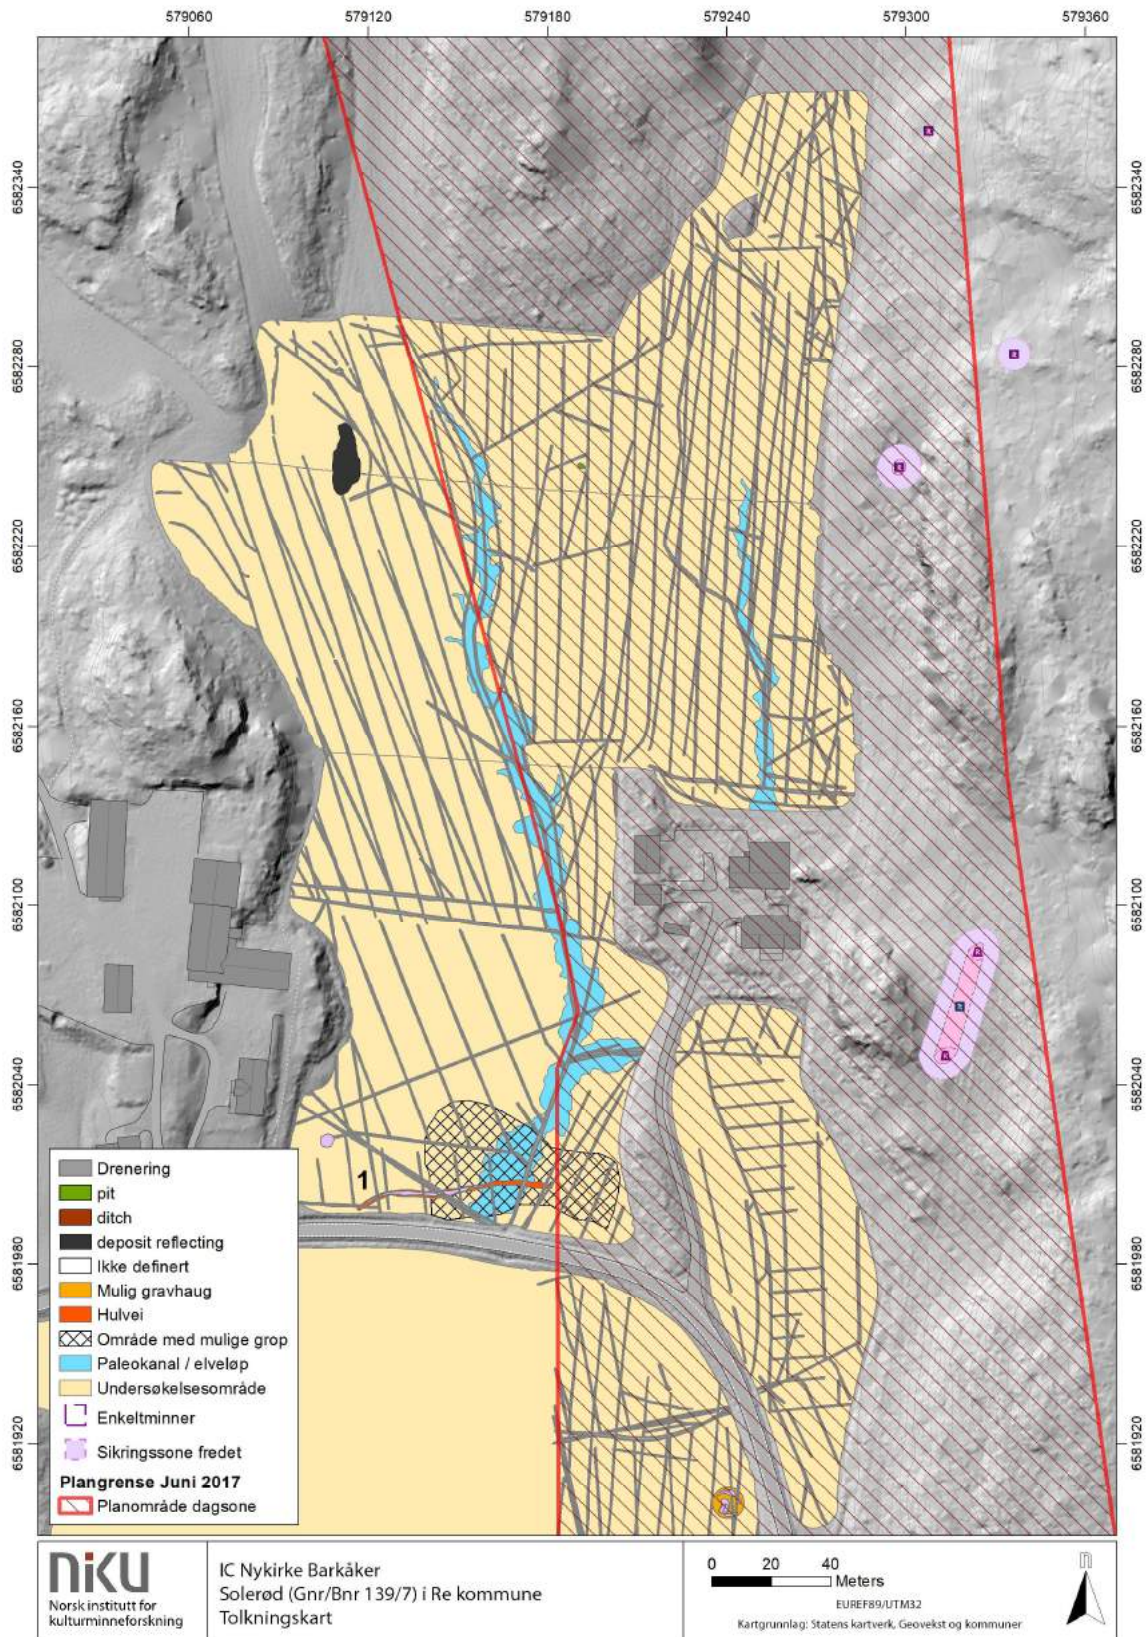 579060 579120 579180 579240 579300 579360
6582340 6582340
6582280 6582280
6582220 6582220
6582160 6582160
6582100 6582100
6582040 6582040
6581980 6581980
6581920 6581920
1
Drenering
pit
ditch
deposit reflecting
Ikke definert
Mulig gravhaug
Hulvei
Område med mulige grop
Paleokanal / elveløp
Undersøkelsesområde
Enkeltminner
Sikringssone fredet
Plangrense Juni 2017
Planområde dagsone
NIKU
Norsk institutt for
kulturminneforskning
IC Nykirke Barkåker
Solerød (Gnr/Bnr 139/7) i Re kommune
Tolkningskart
0 20 40
Meters
EUREF89/UTM32
Kartgrunnlag: Statens kartverk, Geovekst og kommuner
n